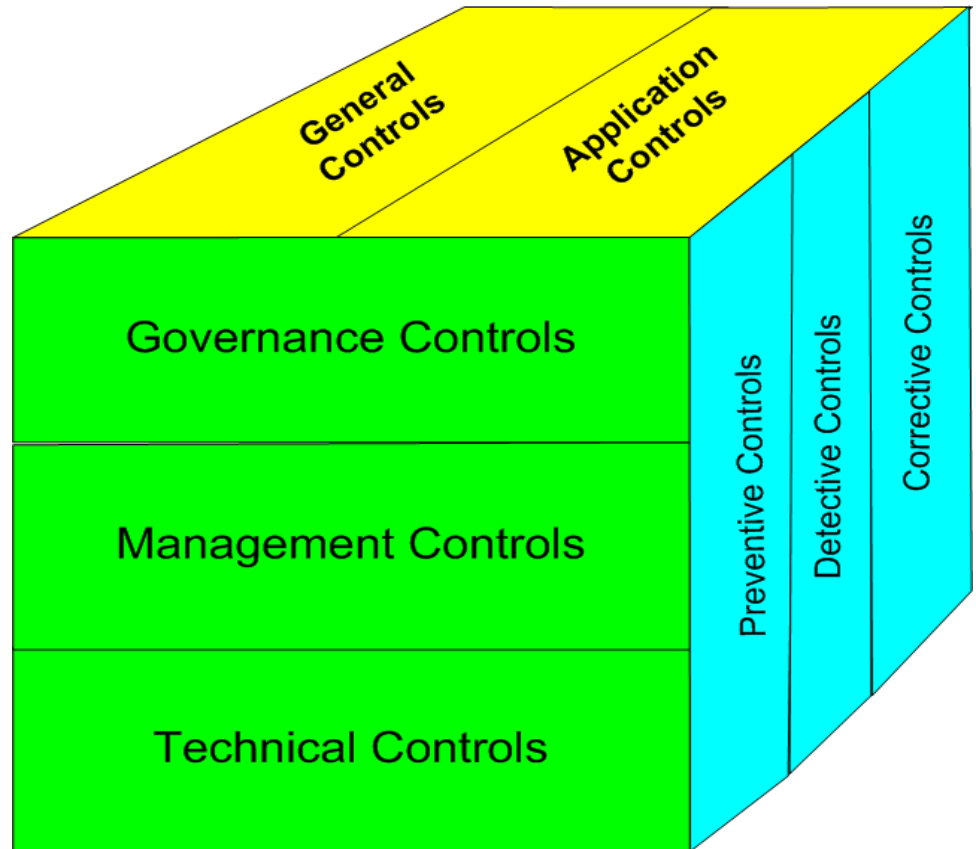 General
Controls
Application
Controls
Governance Controls
Management Controls
Technical Controls
Preventive Controls
Detective Controls
Corrective Controls